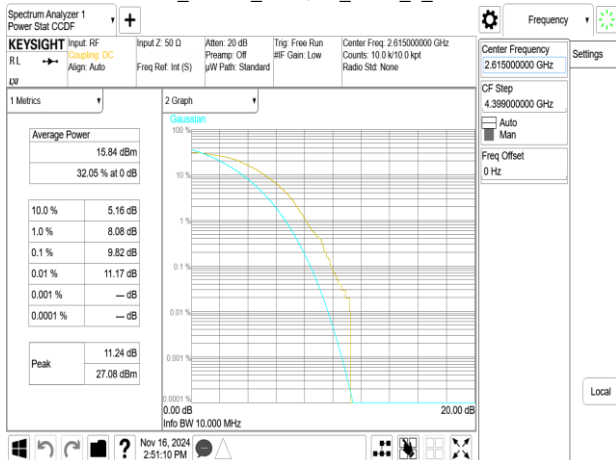 Spectrum Analyzer 1
Power Stat CCDF
Frequency
KEYSIGHT
Input: RF
Coupling: DC
Align: Auto
RL
LXI
Input Z: 50 Ω
Freq Ref: Int (S)
Atten: 20 dB
Preamp: Off
µW Path: Standard
Trig: Free Run
#IF Gain: Low
Center Freq: 2.615000000 GHz
Counts: 10.0 k/10.0 kpt
Radio Std: None
Center Frequency
2.615000000 GHz
Settings
CF Step
4.399000000 GHz
Auto
Man
Freq Offset
0 Hz
Local
1 Metrics
Average Power
15.84 dBm
32.05 % at 0 dB
10.0 % 5.16 dB
1.0 % 8.08 dB
0.1 % 9.82 dB
0.01 % 11.17 dB
0.001 % --- dB
0.0001 % --- dB
Peak
11.24 dB
27.08 dBm
2 Graph
Gaussian
100 %
10 %
1 %
0.1 %
0.01 %
0.001 %
0.0001 %
0.00 dB 20.00 dB
Info BW 10.000 MHz
?
Nov 16, 2024
2:51:10 PM